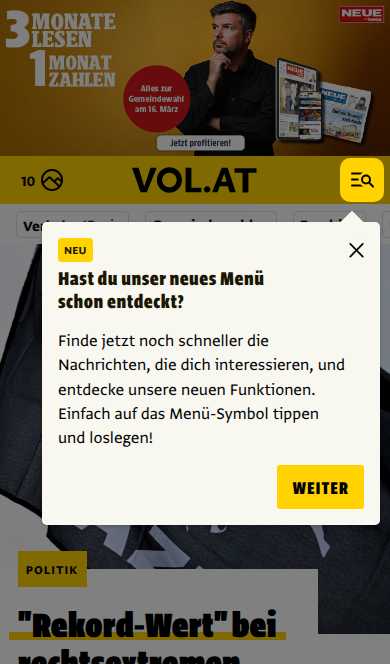 3 MONATE
LESEN
1 MONAT
ZAHLEN
NEUE
Alles zur
Gemeindewahl
am 16. März
Jetzt profitieren!
10
VOL.AT
NEU
Hast du unser neues Menü
schon entdeckt?
Finde jetzt noch schneller die
Nachrichten, die dich interessieren, und
entdecke unsere neuen Funktionen.
Einfach auf das Menü-Symbol tippen
und loslegen!
WEITER
POLITIK
"Rekord-Wert" bei
rechtsextremen